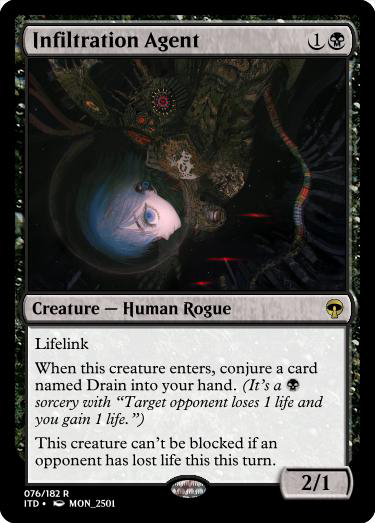 Infiltration Agent 1
Creature — Human Rogue
Lifelink
When this creature enters, conjure a card
named Drain into your hand. (It's a
sorcery with “Target opponent loses 1 life and
you gain 1 life.”)
This creature can't be blocked if an
opponent has lost life this this turn.
2/1
076/182 R
ITD • MON_2501